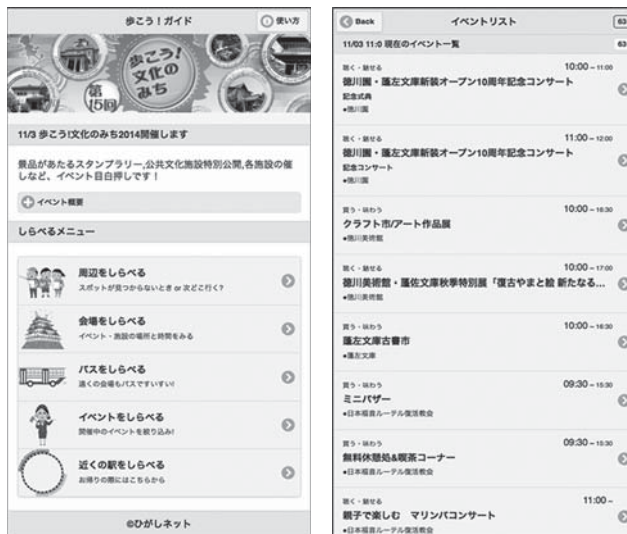 歩こう！ガイド
使い方
歩こう！
文化の
みち
第
15回
11/3 歩こう!文化のみち2014開催します
景品があたるスタンプラリー,公共文化施設特別公開,各施設の催
しなど、イベント目白押しです！
イベント概要
しらべるメニュー
周辺をしらべる
スポットが見つからないとき or 次どこ行く?
会場をしらべる
イベント・施設の場所と時間をみる
バスをしらべる
遠くの会場もバスですいすい!
イベントをしらべる
開催中のイベントを絞り込み!
近くの駅をしらべる
お帰りの際にはこちらから
©ひがしネット
Back
イベントリスト
63
11/03 11:0 現在のイベント一覧
63
聴く・魅せる
10:00 ~ 11:00
徳川園・蓬左文庫新装オープン10周年記念コンサート
記念式典
●徳川園
聴く・魅せる
11:00 ~ 12:00
徳川園・蓬左文庫新装オープン10周年記念コンサート
記念コンサート
●徳川園
買う・味わう
10:00 ~ 16:30
クラフト市/アート作品展
●徳川美術館
聴く・魅せる
10:00 ~ 17:00
徳川美術館・蓬佐文庫秋季特別展「復古やまと絵 新たなる...
●徳川美術館
買う・味わう
10:00 ~ 16:30
蓬左文庫古書市
●蓬左文庫
買う・味わう
09:30 ~ 15:30
ミニバザー
●日本福音ルーテル復活教会
買う・味わう
09:30 ~ 15:30
無料休憩処&喫茶コーナー
●日本福音ルーテル復活教会
聴く・魅せる
11:00 ~
親子で楽しむ　マリンバコンサート
●日本福音ルーテル復活教会